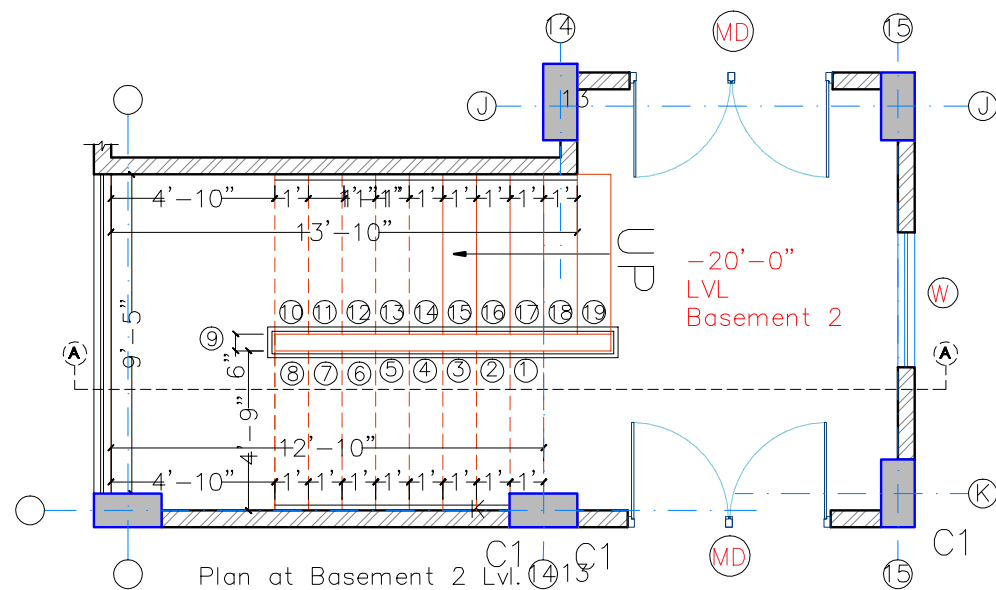 14
MD
15
J
13
J
4'-10" 1' 1'1'-1" 1' 1' 1' 1' 1'
13'-10"
UP
-20'-0"
LVL
Basement 2
W
9'-5"
10 11 12 13 14 15 16 17 18 19
9
6"
A
A
8 7 6 5 4 3 2 1
4'-9"
12'-10"
4'-10" 1' 1' 1' 1' 1' 1' 1' 1'
K
K
C1
C1
MD
C1
Plan at Basement 2 Lvl.
14
13
15